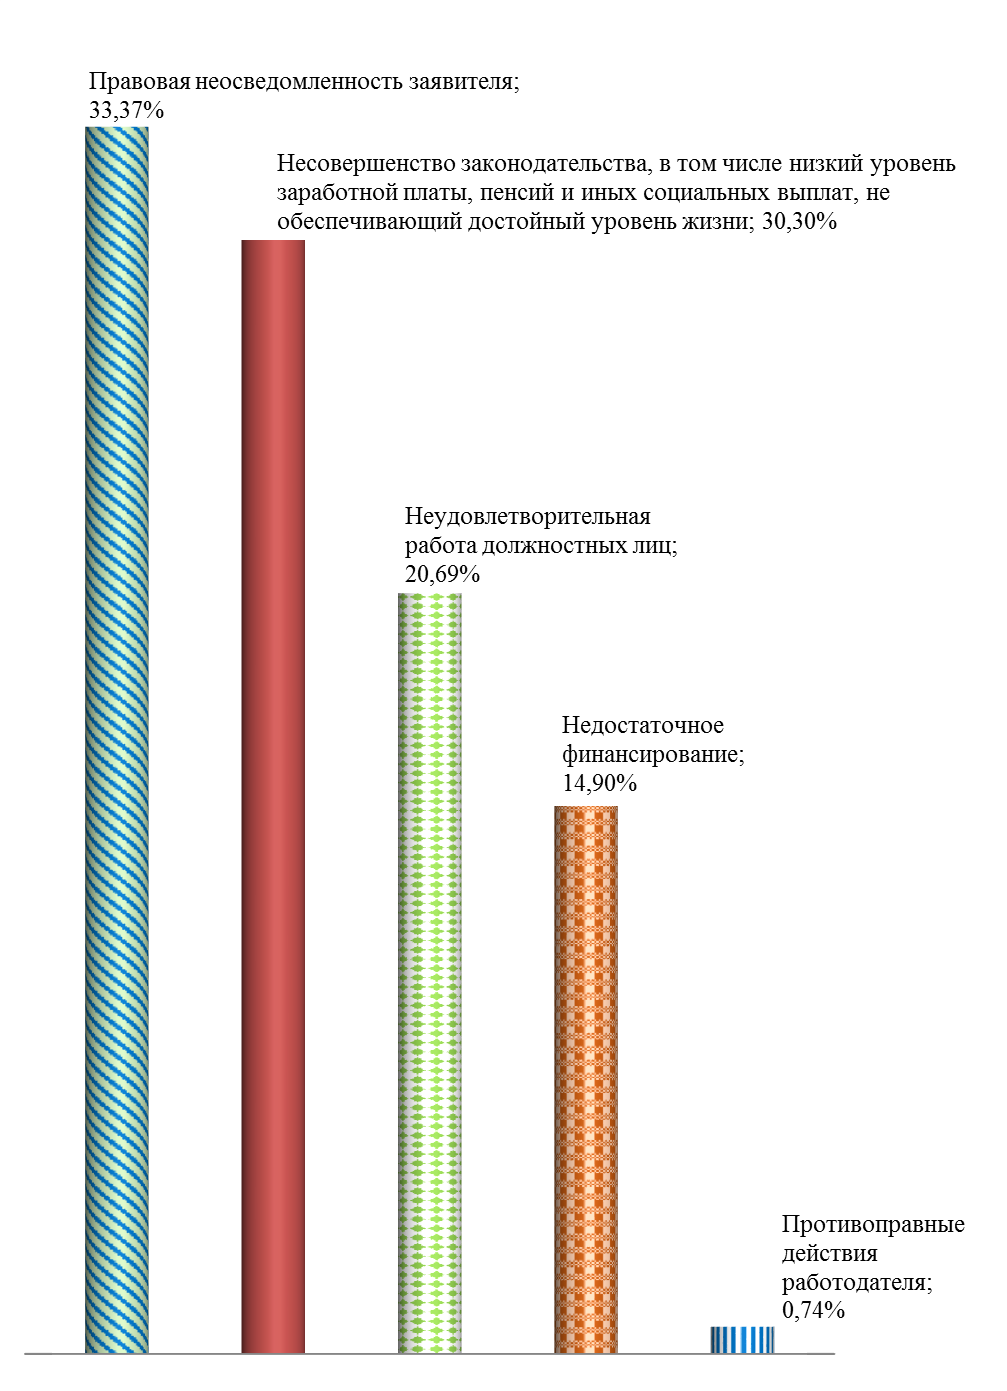 Правовая неосведомленность заявителя;
33,37%
Несовершенство законодательства, в том числе низкий уровень
заработной платы, пенсий и иных социальных выплат, не
обеспечивающий достойный уровень жизни; 30,30%
Неудовлетворительная
работа должностных лиц;
20,69%
Недостаточное
финансирование;
14,90%
Противоправные
действия
работодателя;
0,74%